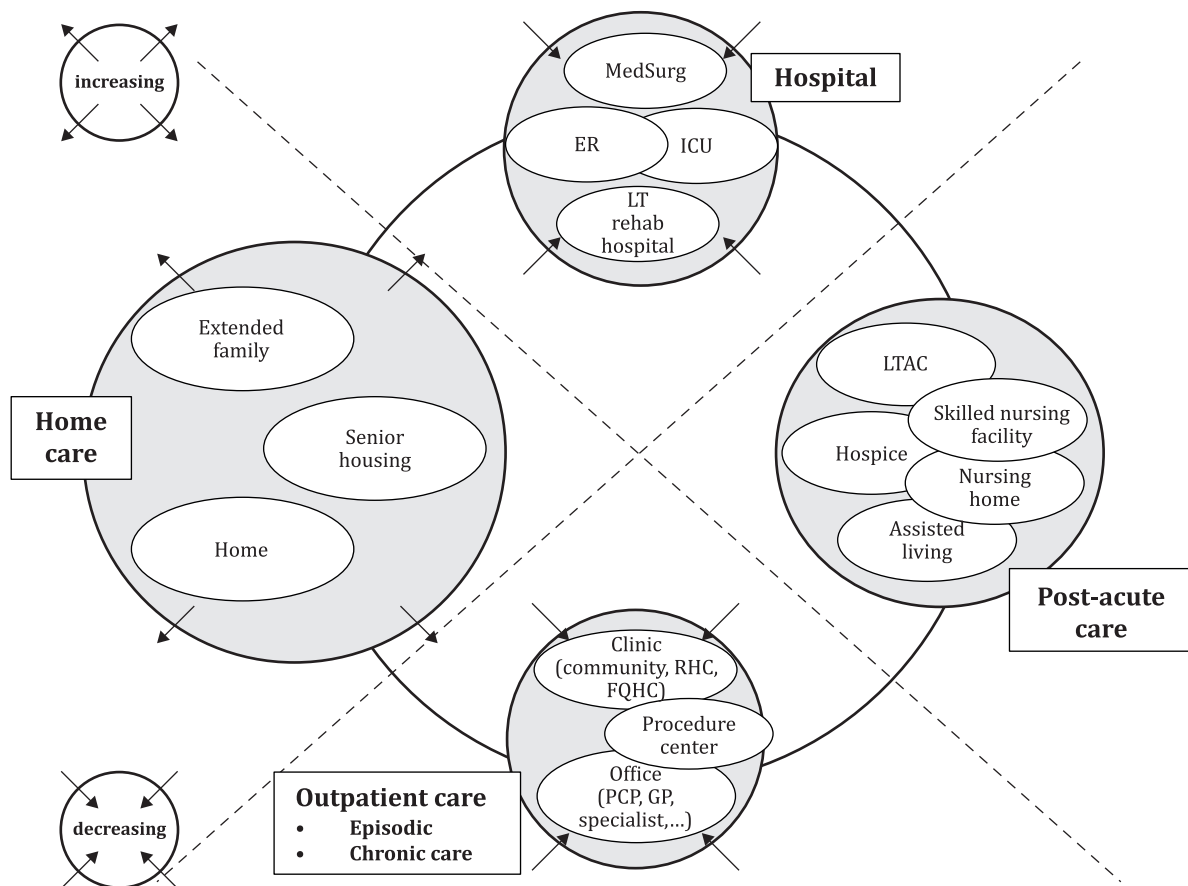 increasing
MedSurg
Hospital
ER
ICU
LT
rehab
hospital
Extended
family
Home
care
Senior
housing
Home
LTAC
Skilled nursing
facility
Hospice
Nursing
home
Assisted
living
Post-acute
care
Clinic
(community, RHC,
FQHC)
Procedure
center
Office
(PCP, GP,
specialist,...)
Outpatient care
• Episodic
• Chronic care
decreasing